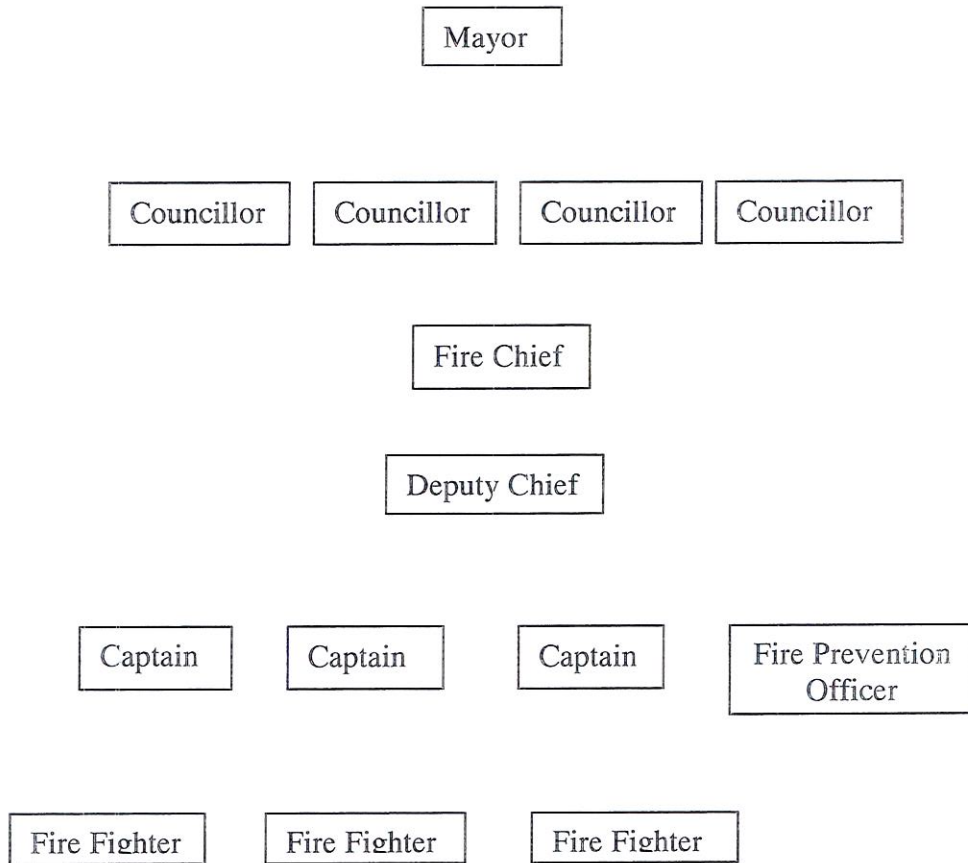 Mayor
Councillor Councillor Councillor Councillor
Fire Chief
Deputy Chief
Captain Captain Captain Fire Prevention
Officer
Fire Fighter Fire Fighter Fire Fighter